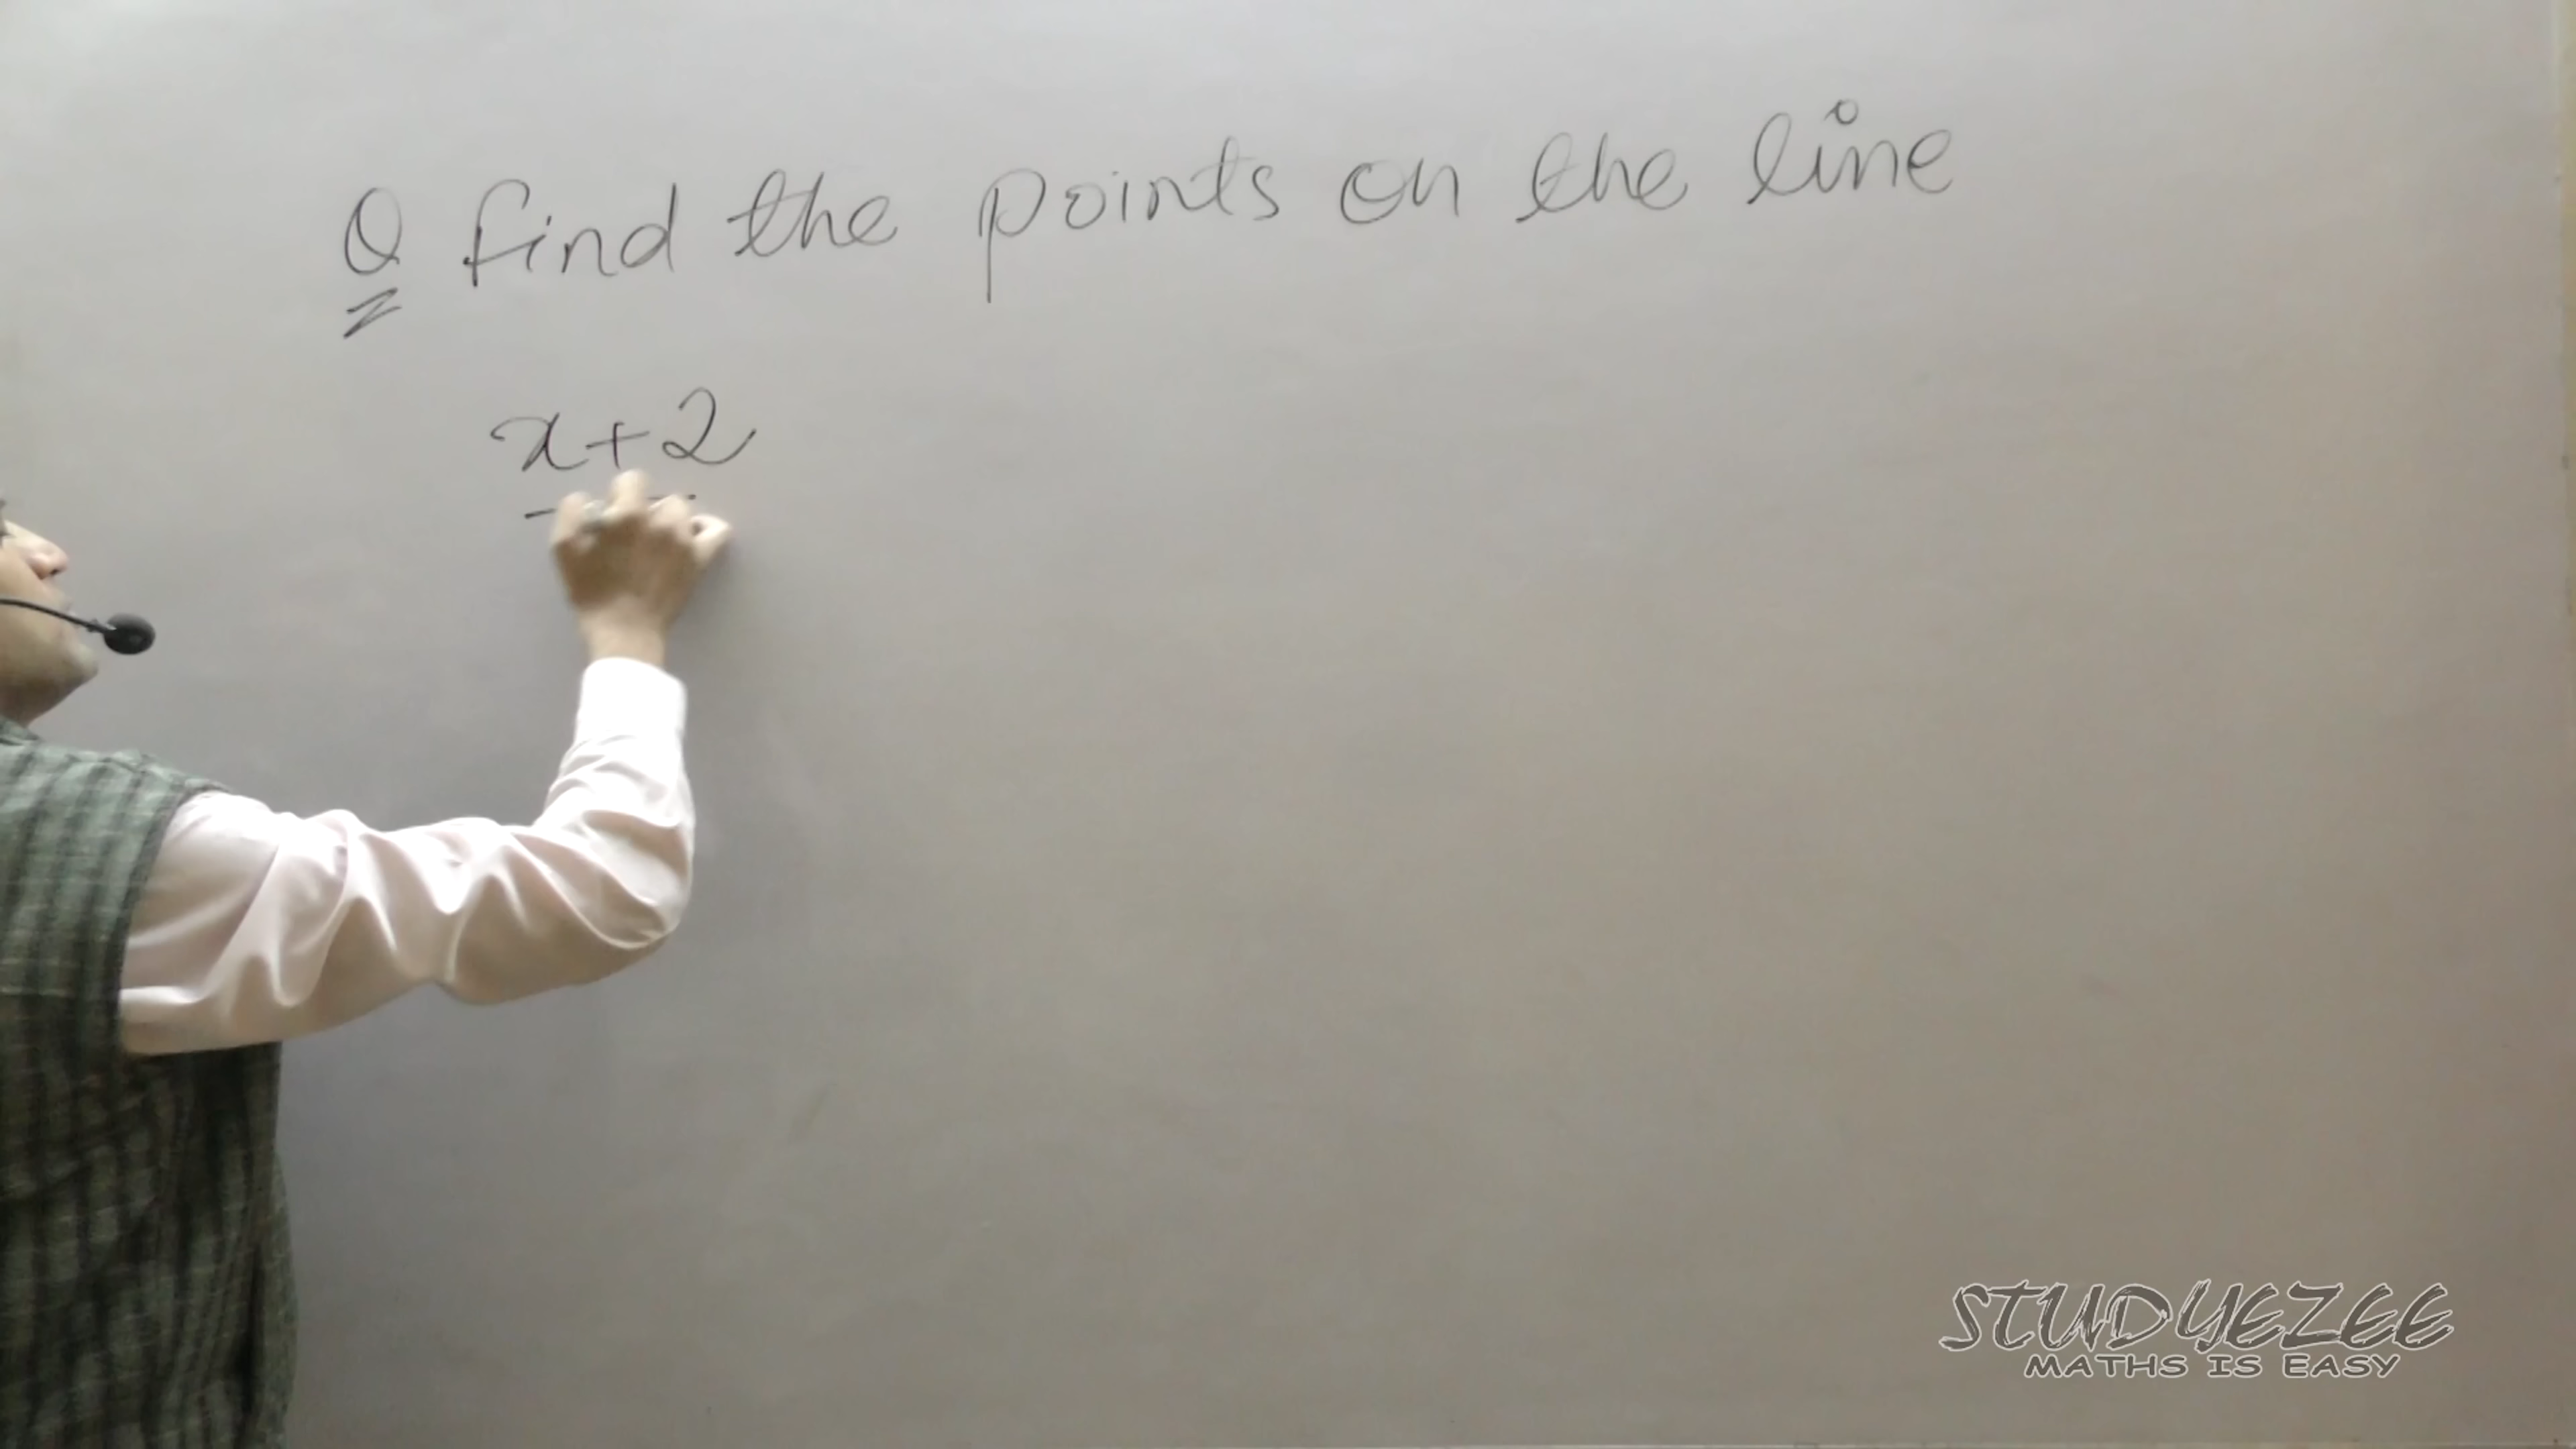 Q find the points on the line
x+2
STUDYEZEE
MATHS IS EASY